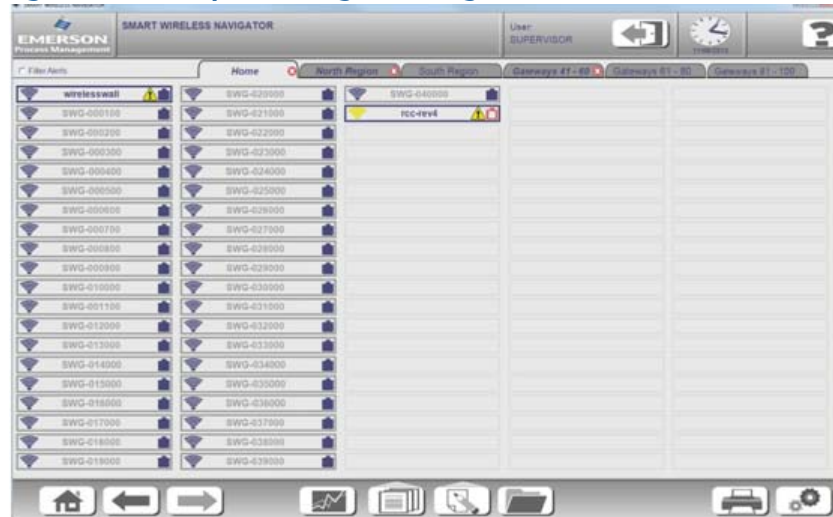 EMERSON
Process Management
SMART WIRELESS NAVIGATOR
User:
SUPERVISOR
Filter Alerts
Home
North Region
South Region
Gateways 41 - 60
Gateways 61 - 80
Gateways 81 - 100
wirelesswall
SWG-020000
SWG-040000
SWG-000100
SWG-021000
rcc-rev4
SWG-000200
SWG-022000
SWG-000300
SWG-023000
SWG-000400
SWG-024000
SWG-000500
SWG-025000
SWG-000600
SWG-026000
SWG-000700
SWG-027000
SWG-000800
SWG-028000
SWG-000900
SWG-029000
SWG-010000
SWG-030000
SWG-001100
SWG-031000
SWG-012000
SWG-032000
SWG-013000
SWG-033000
SWG-014000
SWG-034000
SWG-015000
SWG-035000
SWG-016000
SWG-036000
SWG-017000
SWG-037000
SWG-018000
SWG-038000
SWG-019000
SWG-039000